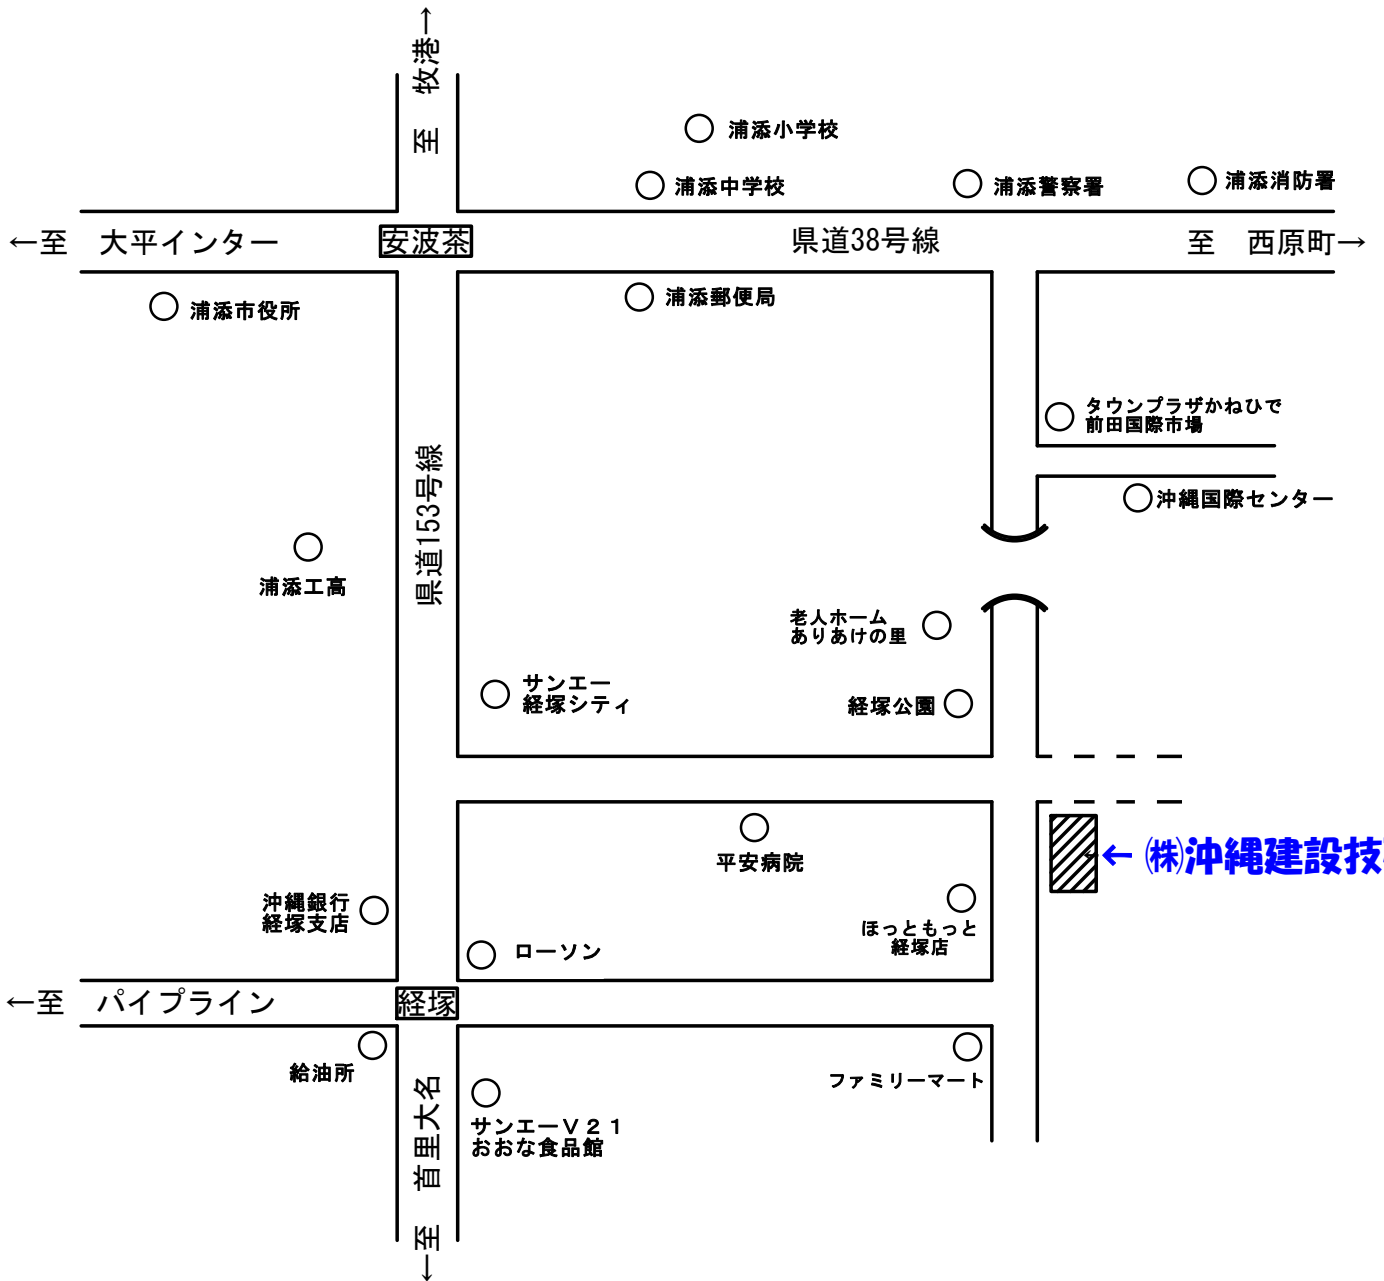 至　牧港→
浦添小学校
浦添中学校
浦添警察署
浦添消防署
←至　大平インター
安波茶
県道38号線
至　西原町→
浦添市役所
浦添郵便局
タウンプラザかねひで
前田国際市場
県道153号線
沖縄国際センター
浦添工高
老人ホーム
ありあけの里
サンエー
経塚シティ
経塚公園
平安病院
← ㈱沖縄建設技
沖縄銀行
経塚支店
ローソン
ほっともっと
経塚店
←至　パイプライン
経塚
給油所
ファミリーマート
サンエーＶ２１
おおな食品館
←至　首里大名